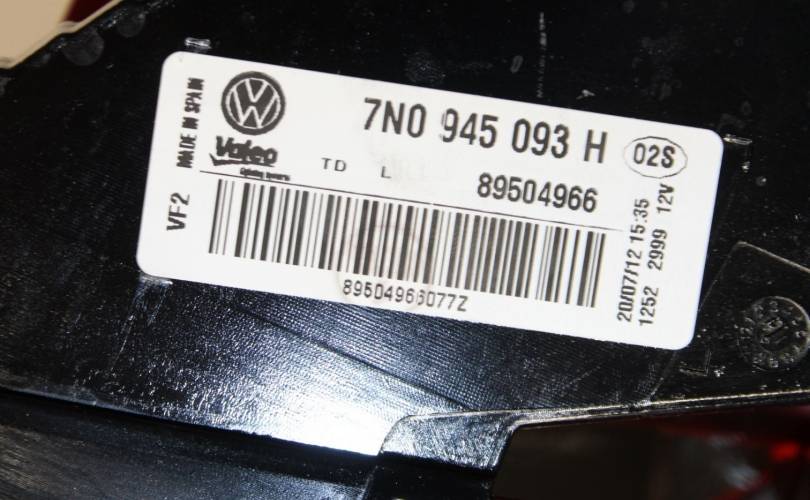 MADE IN SPAIN
VF2
7N0 945 093 H
02S
Valeo
TD L
89504966
89504966077Z
20/07/12 15:35
1252 2999 12V